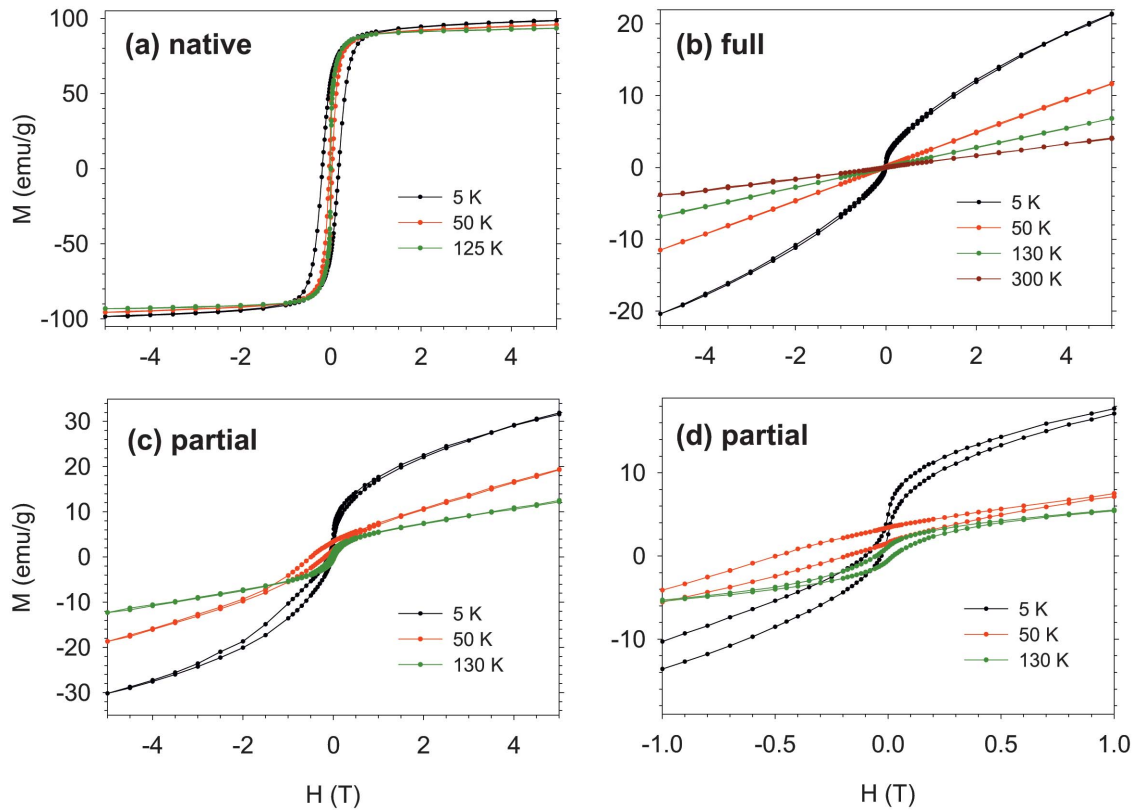 (a) native
M (emu/g)
100
50
0
-50
-100
-4
-2
0
2
4
5 K
50 K
125 K
(b) full
20
10
0
-10
-20
-4
-2
0
2
4
5 K
50 K
130 K
300 K
(c) partial
M (emu/g)
30
20
10
0
-10
-20
-30
-4
-2
0
2
4
H (T)
5 K
50 K
130 K
(d) partial
10
0
-10
-1.0
-0.5
0.0
0.5
1.0
H (T)
5 K
50 K
130 K